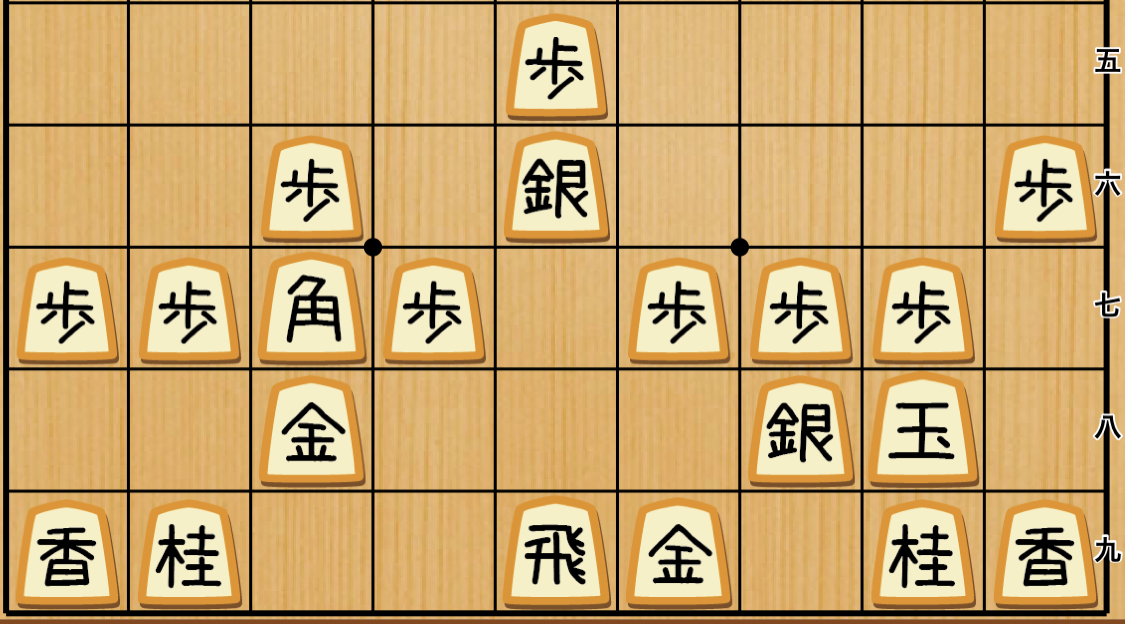 歩 五
歩 銀 歩 六
歩 歩 角 歩 歩 歩 歩 七
金 銀 玉 八
香 桂 飛 金 桂 香 九